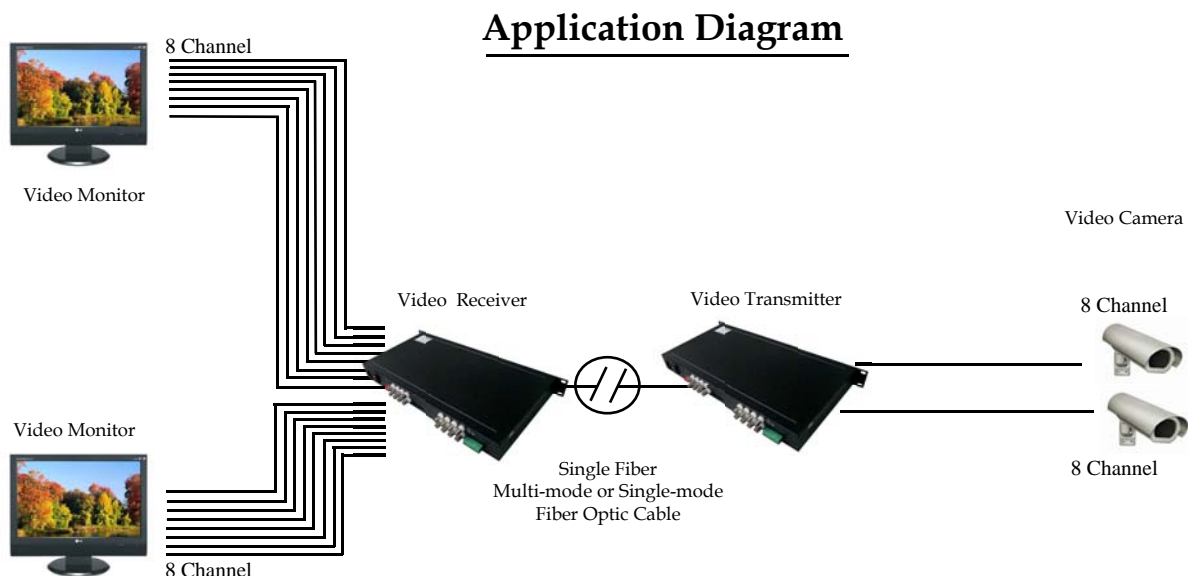 Application Diagram
8 Channel
Video Monitor
Video Camera
Video Receiver
Video Transmitter
8 Channel
Video Monitor
8 Channel
Single Fiber
Multi-mode or Single-mode
Fiber Optic Cable
8 Channel